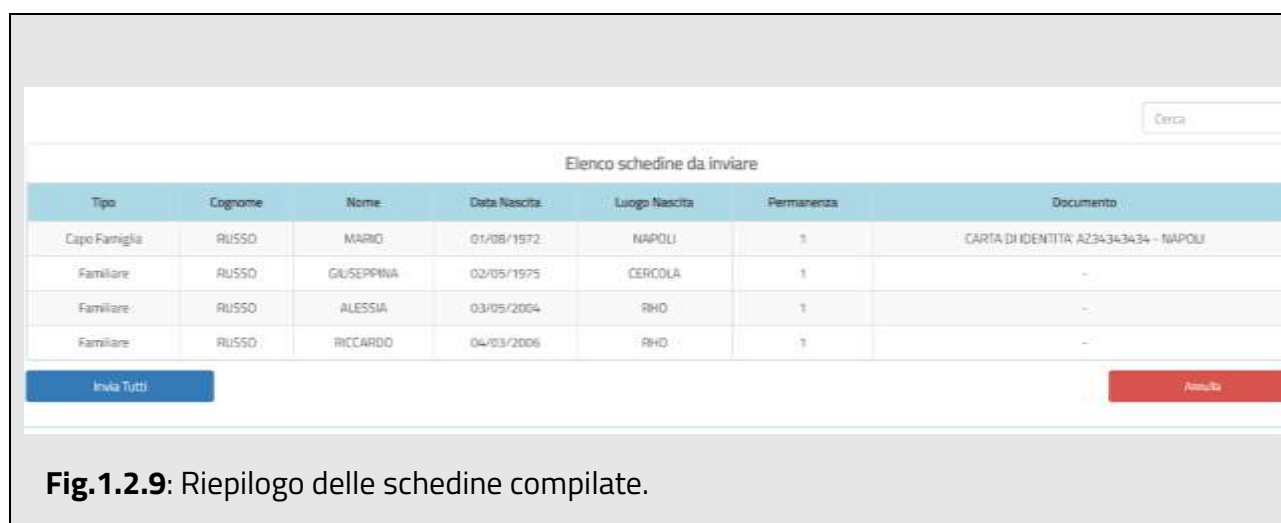 Cerca
Elenco schedine da inviare
Tipo Cognome Nome Data Nascita Luogo Nascita Permanenza Documento
Capo Famiglia RUSSO MARIO 01/08/1972 NAPOLI 1 CARTA DI IDENTITA' AZ34343434 - NAPOLI
Familiare RUSSO GIUSEPPINA 02/05/1975 CERCOLA 1 -
Familiare RUSSO ALESSIA 03/05/2004 RHO 1 -
Familiare RUSSO RICCARDO 04/03/2006 RHO 1 -
Invia Tutti Annulla
Fig.1.2.9: Riepilogo delle schedine compilate.